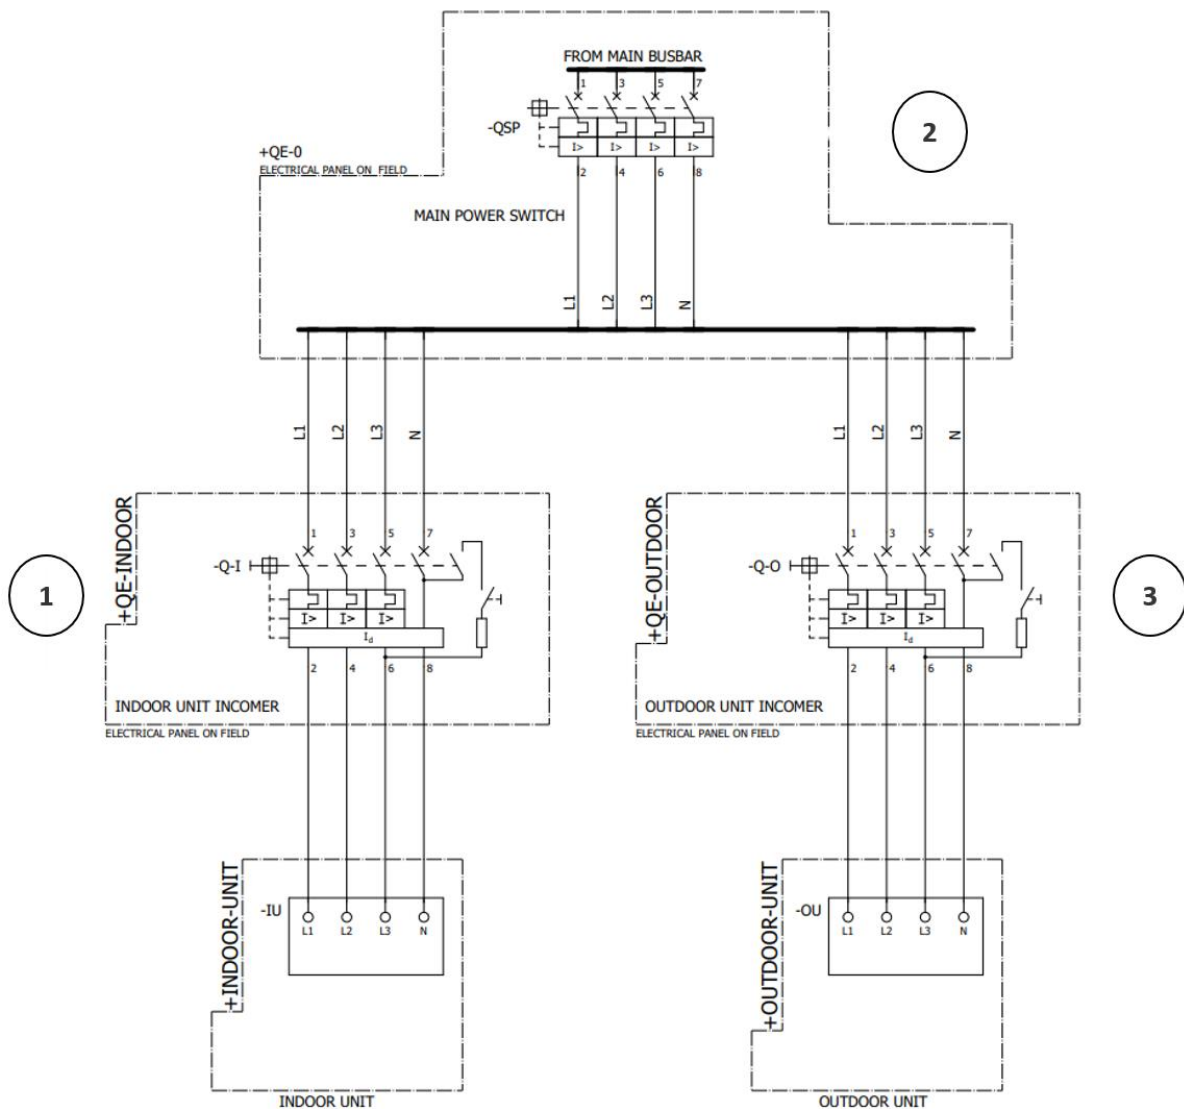 FROM MAIN BUSBAR
1 3 5 7
-QSP
I> I> I> I>
2 4 6 8
2
+QE-0
ELECTRICAL PANEL ON FIELD
MAIN POWER SWITCH
L1 L2 L3 N
L1 L2 L3 N
L1 L2 L3 N
+QE-INDOOR
1 3 5 7
-Q-I
I> I> I>
Id
2 4 6 8
INDOOR UNIT INCOMER
ELECTRICAL PANEL ON FIELD
1
+QE-OUTDOOR
1 3 5 7
-Q-O
I> I> I>
Id
2 4 6 8
OUTDOOR UNIT INCOMER
ELECTRICAL PANEL ON FIELD
3
+INDOOR-UNIT
-IU
L1 L2 L3 N
INDOOR UNIT
+OUTDOOR-UNIT
-OU
L1 L2 L3 N
OUTDOOR UNIT